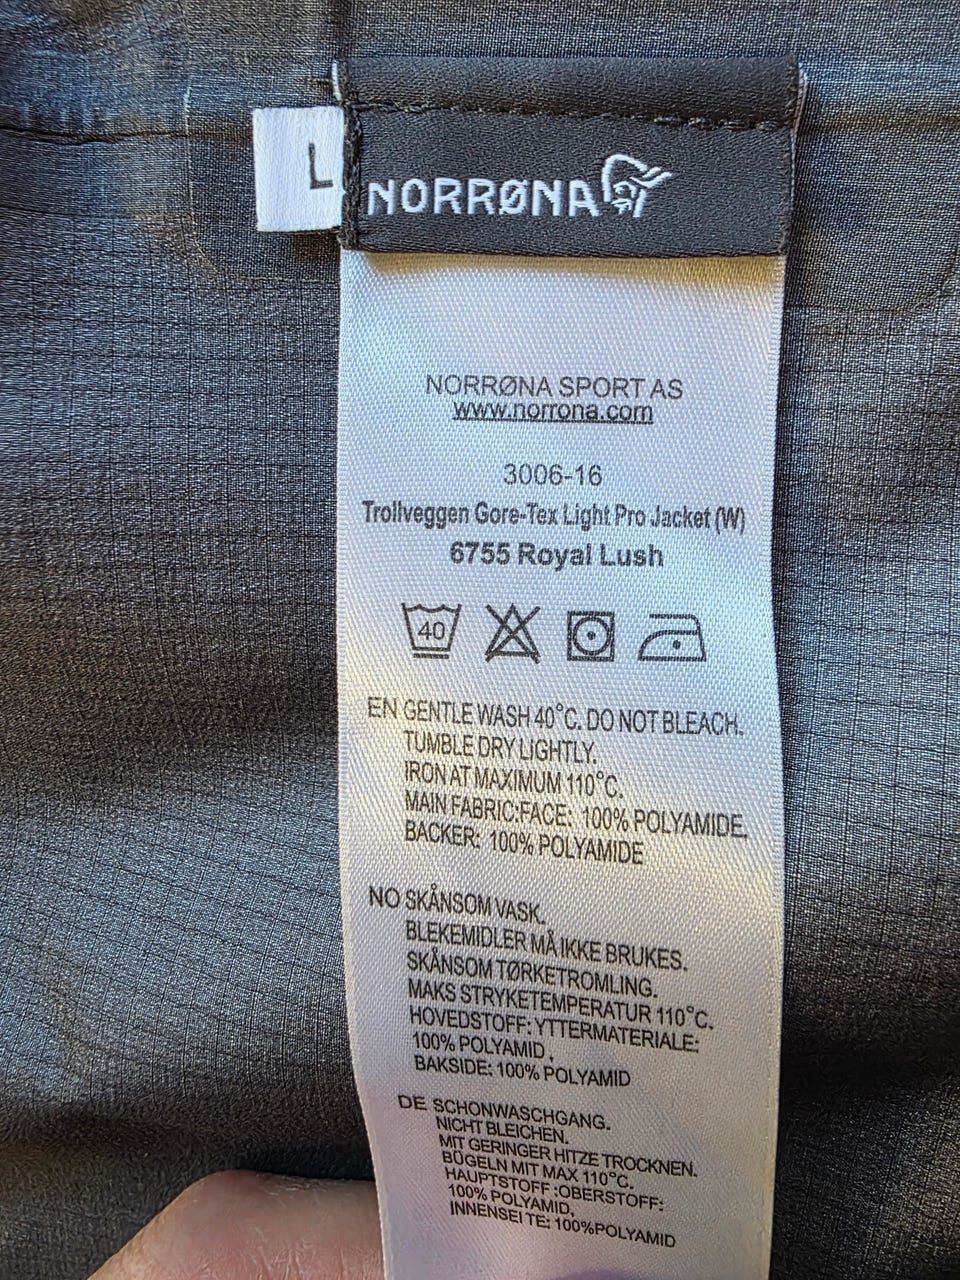 L
NORRØNA
NORRØNA SPORT AS
www.norrona.com
3006-16
Trollveggen Gore-Tex Light Pro Jacket (W)
6755 Royal Lush
40
EN GENTLE WASH 40°C. DO NOT BLEACH.
TUMBLE DRY LIGHTLY.
IRON AT MAXIMUM 110°C.
MAIN FABRIC:FACE: 100% POLYAMIDE.
BACKER: 100% POLYAMIDE
NO SKÅNSOM VASK.
BLEKEMIDLER MÅ IKKE BRUKES.
SKÅNSOM TØRKETROMLING.
MAKS STRYKETEMPERATUR 110°C.
HOVEDSTOFF: YTTERMATERIALE:
100% POLYAMID,
BAKSIDE: 100% POLYAMID
DE SCHONWASCHGANG.
NICHT BLEICHEN.
MIT GERINGER HITZE TROCKNEN.
BÜGELN MIT MAX 110°C.
HAUPTSTOFF :OBERSTOFF:
100% POLYAMID,
INNENSEI TE: 100%POLYAMID